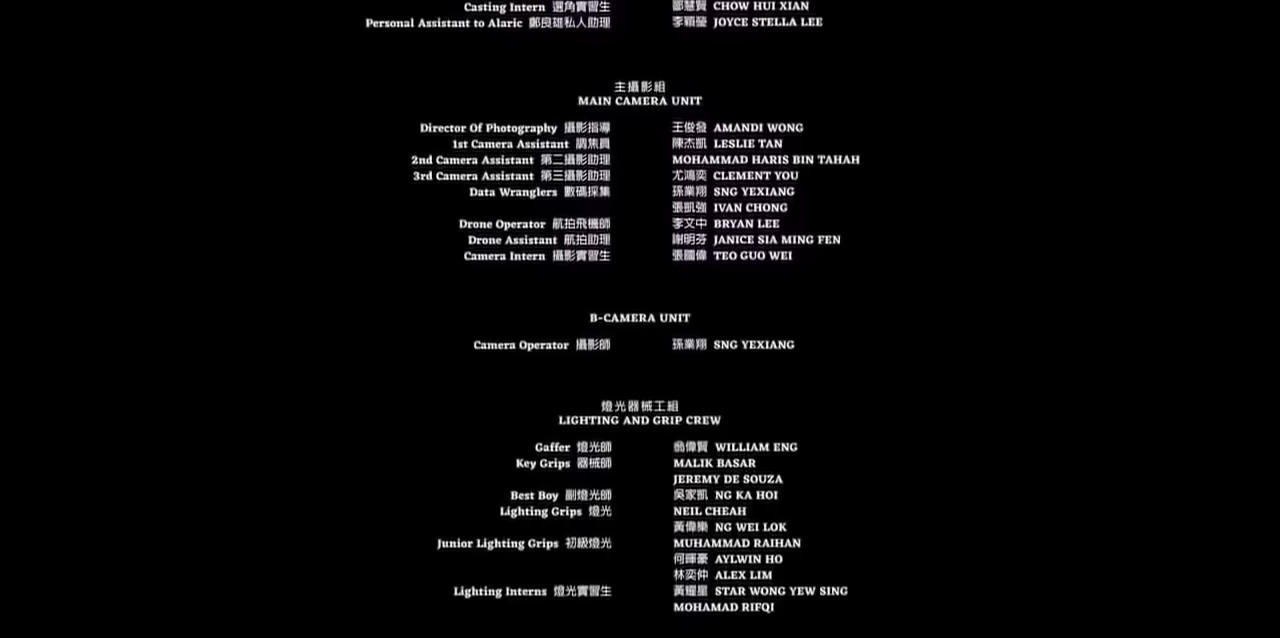 Casting Intern 選角實習生 鄺慧賢 CHOW HUI XIAN
Personal Assistant to Alaric 鄭良雄私人助理 李穎瑩 JOYCE STELLA LEE
主攝影組
MAIN CAMERA UNIT
Director Of Photography 攝影指導 王俊發 AMANDI WONG
1st Camera Assistant 調焦員 陳杰凱 LESLIE TAN
2nd Camera Assistant 第二攝影助理 MOHAMMAD HARIS BIN TAHAH
3rd Camera Assistant 第三攝影助理 尤鴻奕 CLEMENT YOU
Data Wranglers 數碼採集 孫業翔 SNG YEXIANG
張凱強 IVAN CHONG
Drone Operator 航拍飛機師 李文中 BRYAN LEE
Drone Assistant 航拍助理 謝明芬 JANICE SIA MING FEN
Camera Intern 攝影實習生 張國偉 TEO GUO WEI
B-CAMERA UNIT
Camera Operator 攝影師 孫業翔 SNG YEXIANG
燈光器械工組
LIGHTING AND GRIP CREW
Gaffer 燈光師 翁偉賢 WILLIAM ENG
Key Grips 器械師 MALIK BASAR
JEREMY DE SOUZA
Best Boy 副燈光師 吳家凱 NG KA HOI
Lighting Grips 燈光 NEIL CHEAH
黃偉樂 NG WEI LOK
Junior Lighting Grips 初級燈光 MUHAMMAD RAIHAN
何暉豪 AYLWIN HO
林奕仲 ALEX LIM
Lighting Interns 燈光實習生 黃耀星 STAR WONG YEW SING
MOHAMAD RIFQI